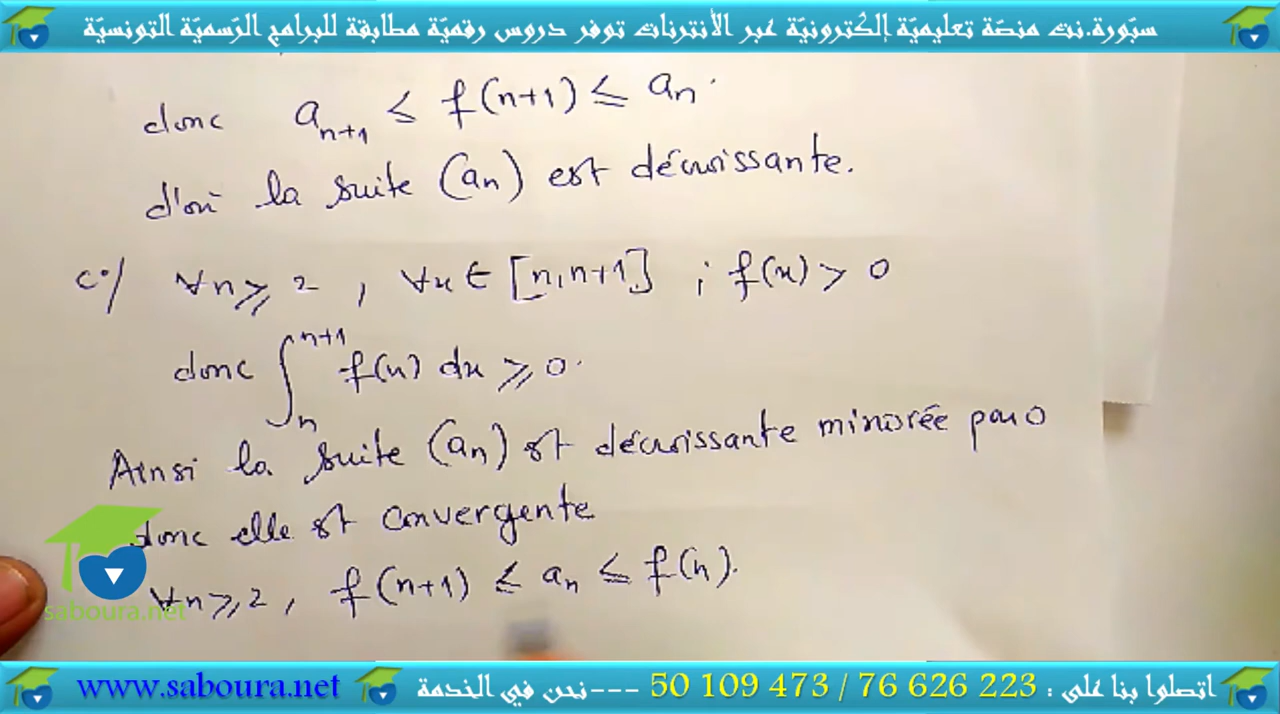 سبّورة.نت منصّة تعليميّة إلكترونيّة عبر الأنترنات توفر دروس رقميّة مطابقة للبرامج الرّسميّة التونسيّة
donc a_{n+1} ≤ f(n+1) ≤ a_n.
d'où la suite (a_n) est décroissante.
c°/ ∀n ≥ 2 , ∀x ∈ [n, n+1] ; f(x) > 0
donc ∫_n^{n+1} f(x) dx ≥ 0.
Ainsi la suite (a_n) est décroissante minorée par 0
donc elle est convergente
∀n ≥ 2, f(n+1) ≤ a_n ≤ f(n).
saboura.net
اتصلوا بنا على : 50 109 473 / 76 626 223 ---نحن في الخدمة www.saboura.net